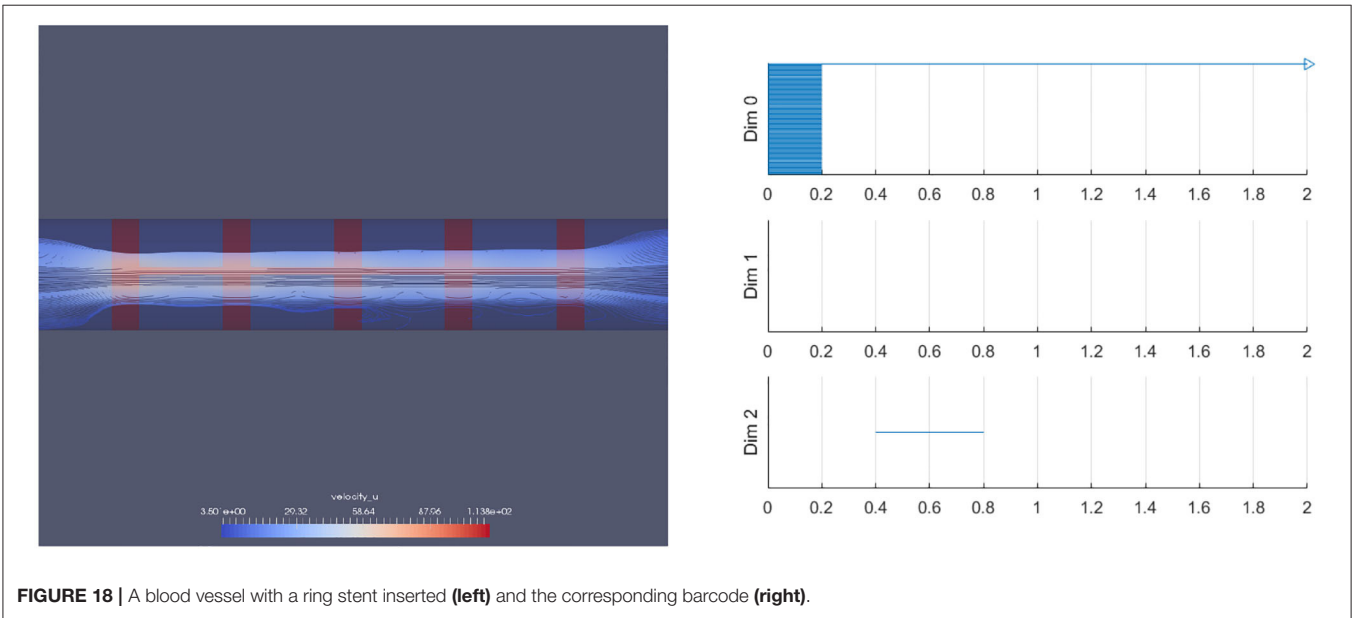 velocity_u
3.501e+00 29.32 58.64 87.96 1.138e+02
Dim 0
0 0.2 0.4 0.6 0.8 1 1.2 1.4 1.6 1.8 2
Dim 1
0 0.2 0.4 0.6 0.8 1 1.2 1.4 1.6 1.8 2
Dim 2
0 0.2 0.4 0.6 0.8 1 1.2 1.4 1.6 1.8 2
FIGURE 18 | A blood vessel with a ring stent inserted (left) and the corresponding barcode (right).